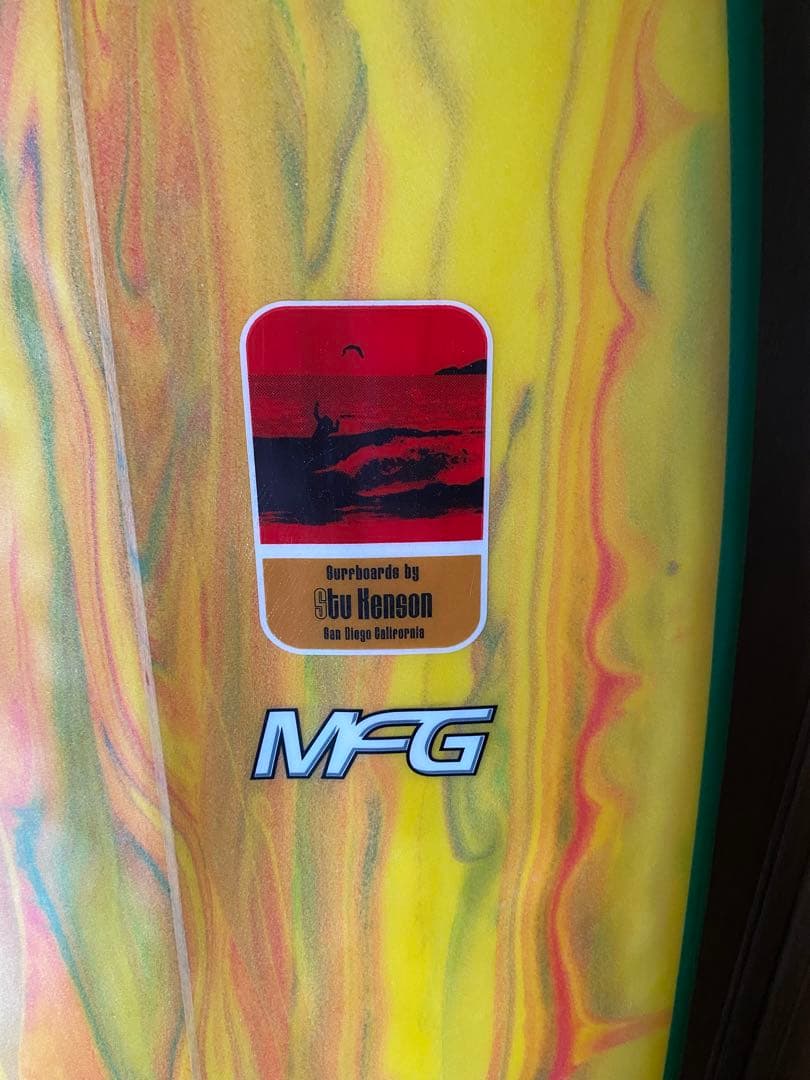 Surfboards by
Stu Kenson
San Diego California
MFG